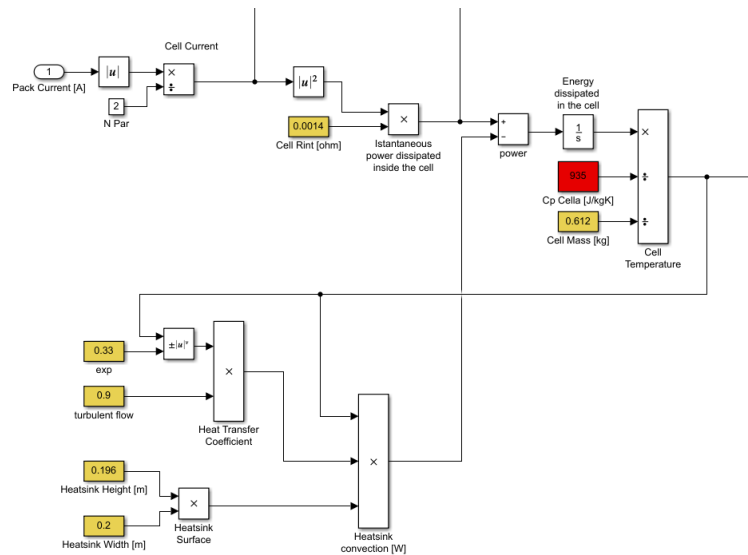 Cell Current
1
Pack Current [A]
|u|
×
÷
2
N Par
|u|²
0.0014
Cell Rint [ohm]
×
Istantaneous
power dissipated
inside the cell
+
−
power
Energy
dissipated
in the cell
1
s
935
Cp Cella [J/kgK]
0.612
Cell Mass [kg]
×
÷
÷
Cell
Temperature
0.33
exp
±|u|ᵛ
0.9
turbulent flow
×
Heat Transfer
Coefficient
0.196
Heatsink Height [m]
0.2
Heatsink Width [m]
×
Heatsink
Surface
×
Heatsink
convection [W]